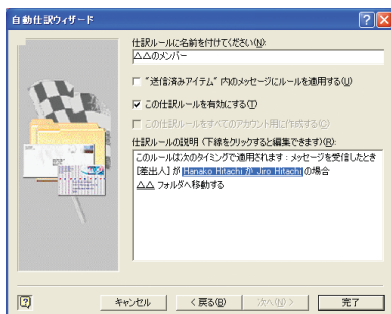 自動仕訳ウィザード
仕訳ルールに名前を付けてください(N):
△△のメンバー
"送信済みアイテム" 内のメッセージにルールを適用する(U)
この仕訳ルールを有効にする(T)
この仕訳ルールをすべてのアカウント用に作成する(C)
仕訳ルールの説明 (下線をクリックすると編集できます)(R):
このルールは次のタイミングで適用されます : メッセージを受信したとき
[差出人] が Hanako Hitachi か Jiro Hitachi の場合
△△ フォルダへ移動する
キャンセル
< 戻る(B)
次へ(N) >
完了